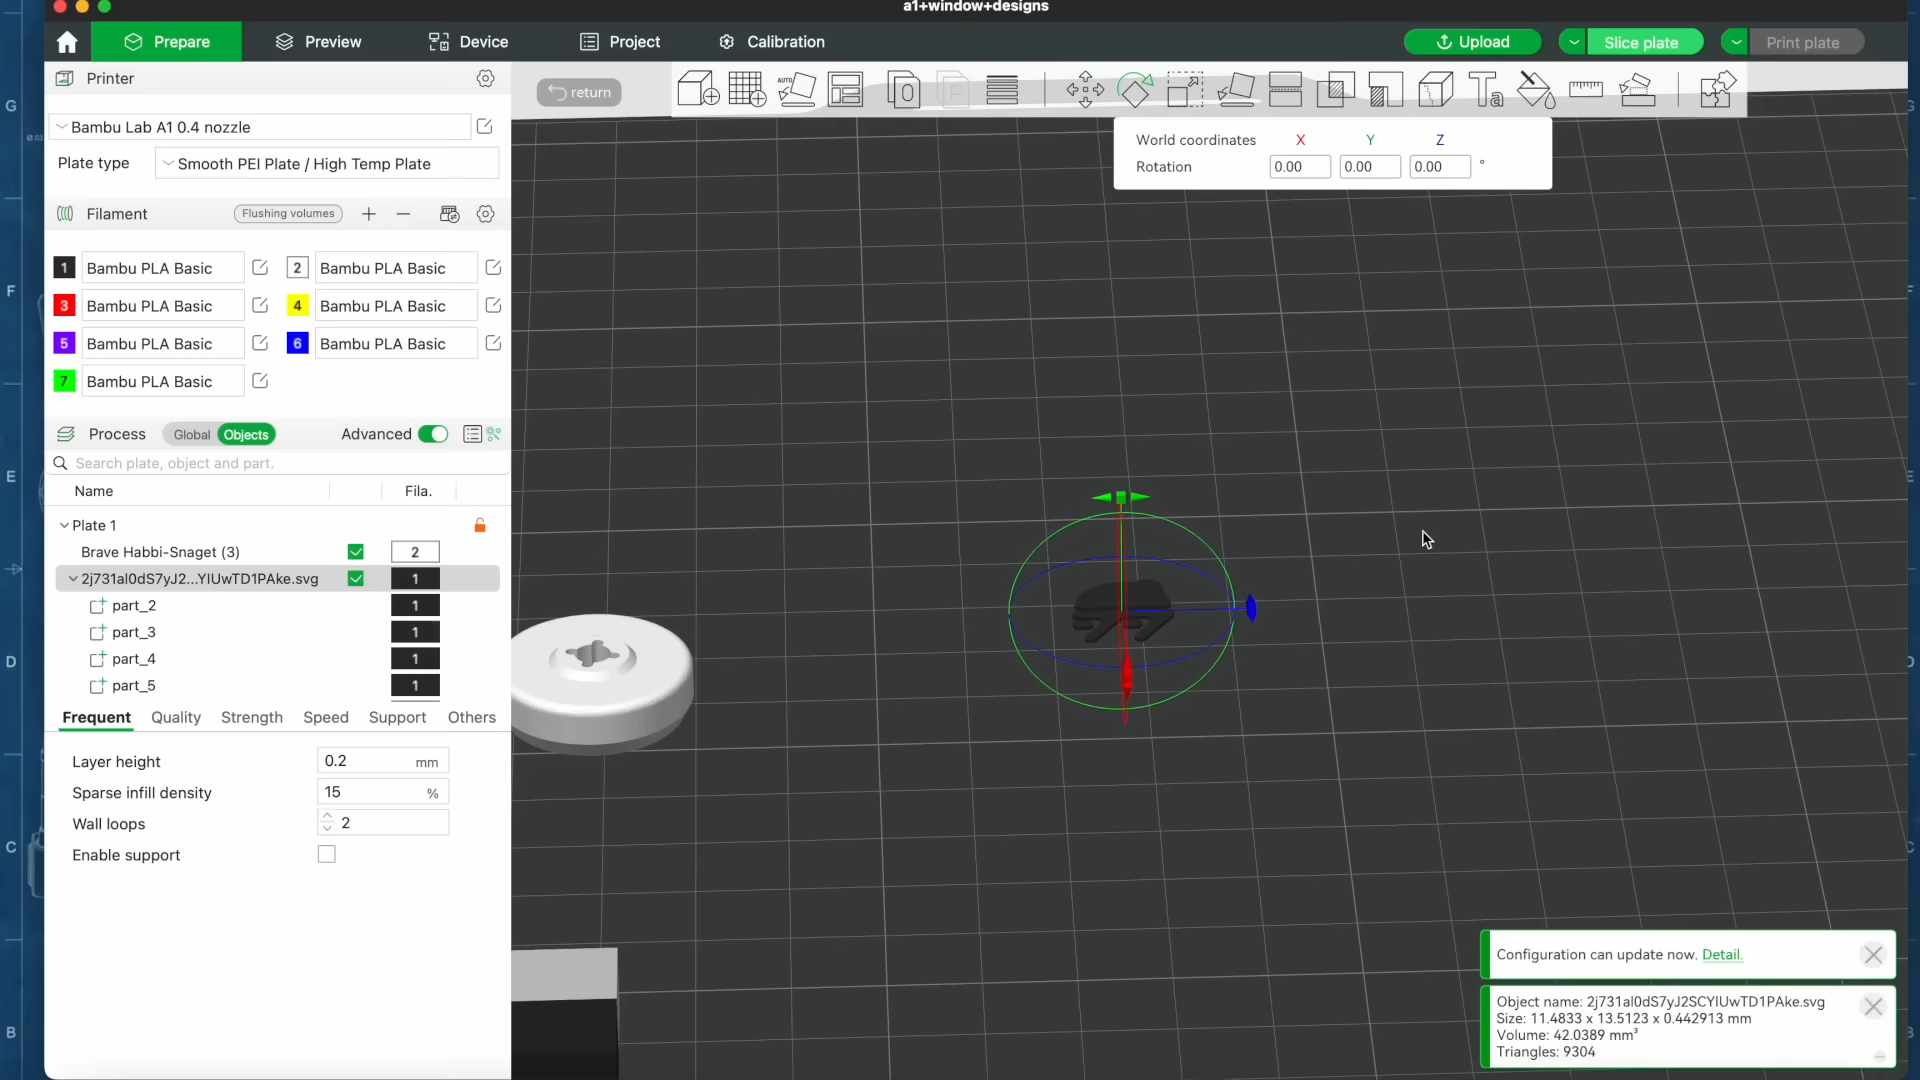 a1+window+designs
Prepare
Preview
Device
Project
Calibration
Upload
Slice plate
Print plate
Printer
return
AUTO
Bambu Lab A1 0.4 nozzle
Plate type
Smooth PEI Plate / High Temp Plate
World coordinates X Y Z
Rotation 0.00 0.00 0.00 °
Filament
Flushing volumes
1 Bambu PLA Basic
2 Bambu PLA Basic
3 Bambu PLA Basic
4 Bambu PLA Basic
5 Bambu PLA Basic
6 Bambu PLA Basic
7 Bambu PLA Basic
Process
Global
Objects
Advanced
Search plate, object and part.
Name
Fila.
Plate 1
Brave Habbi-Snaget (3) 2
2j731al0dS7yJ2...YIUwTD1PAke.svg 1
part_2 1
part_3 1
part_4 1
part_5 1
Frequent
Quality
Strength
Speed
Support
Others
Layer height 0.2 mm
Sparse infill density 15 %
Wall loops 2
Enable support
Configuration can update now. Detail.
Object name: 2j731al0dS7yJ2SCYIUwTD1PAke.svg
Size: 11.4833 x 13.5123 x 0.442913 mm
Volume: 42.0389 mm³
Triangles: 9304
G
F
E
D
C
B